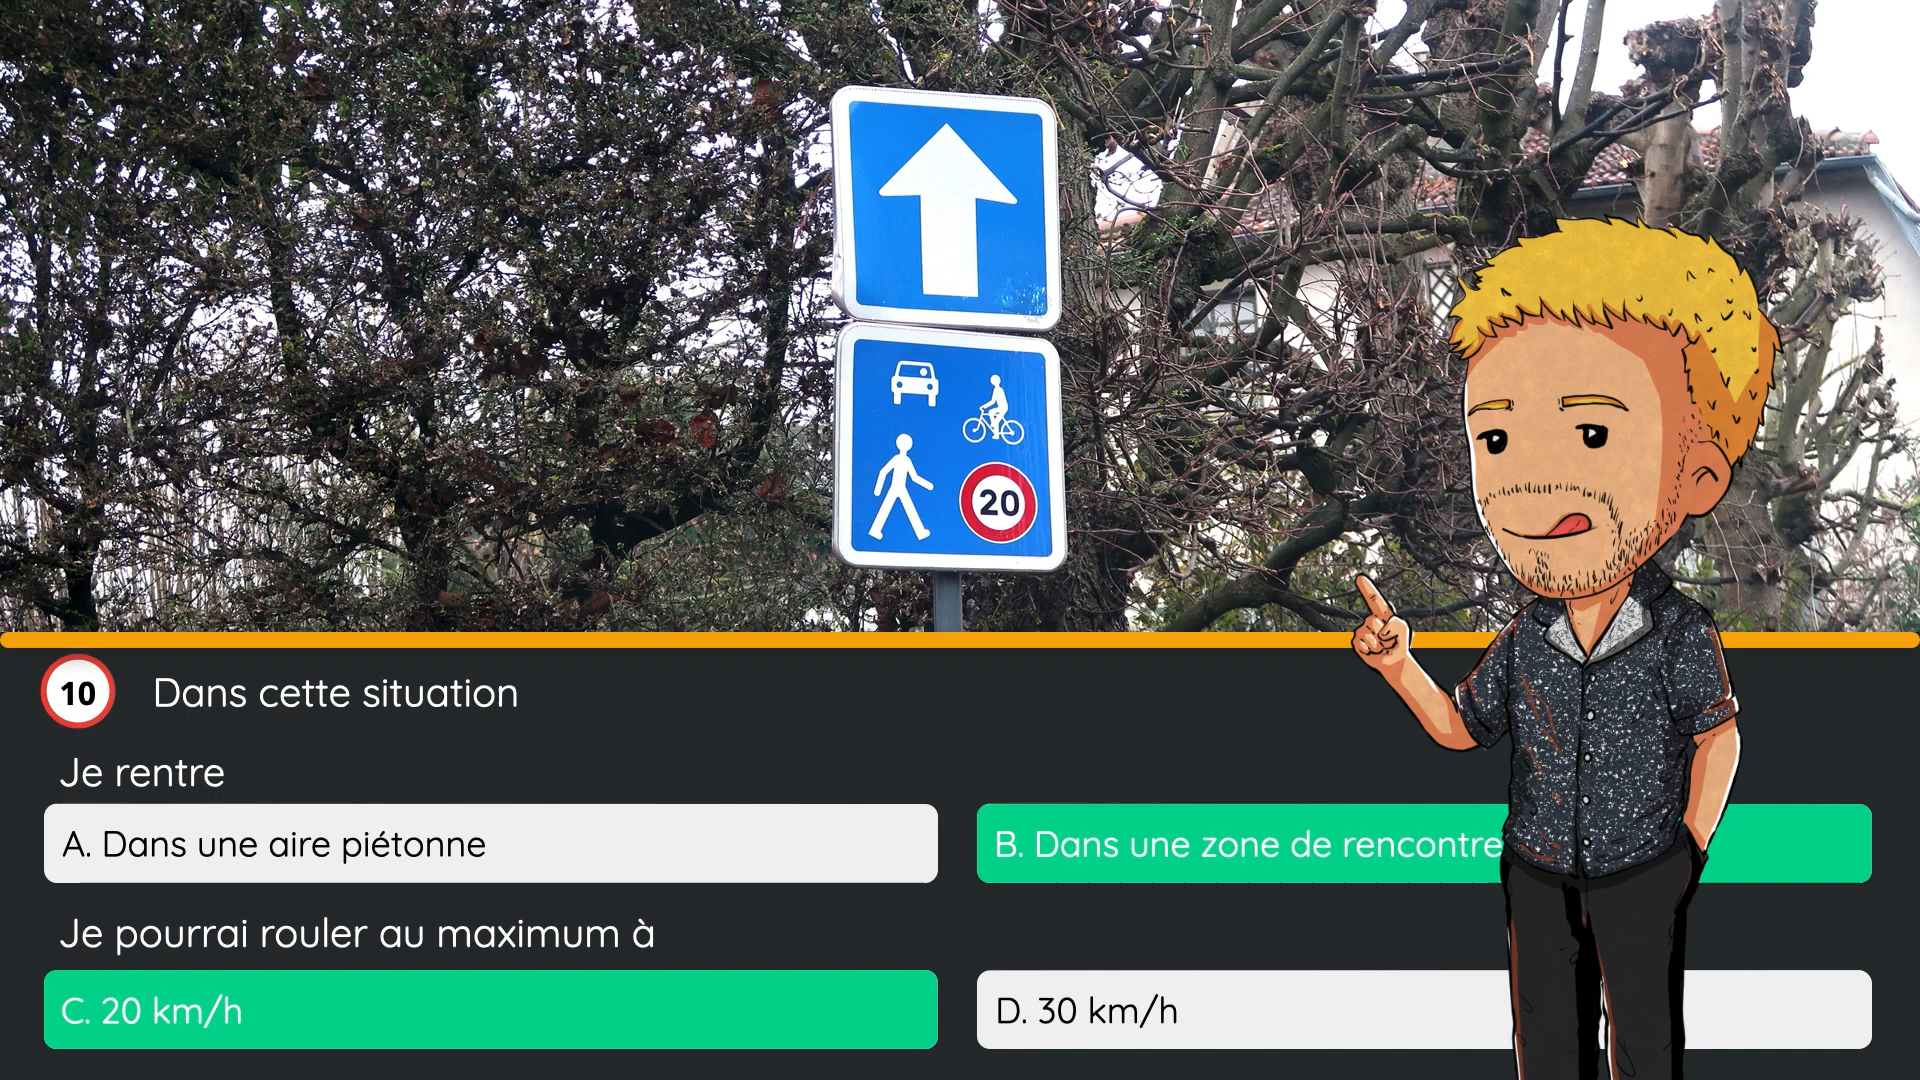 20
10 Dans cette situation
Je rentre
A. Dans une aire piétonne
B. Dans une zone de rencontre
Je pourrai rouler au maximum à
C. 20 km/h
D. 30 km/h